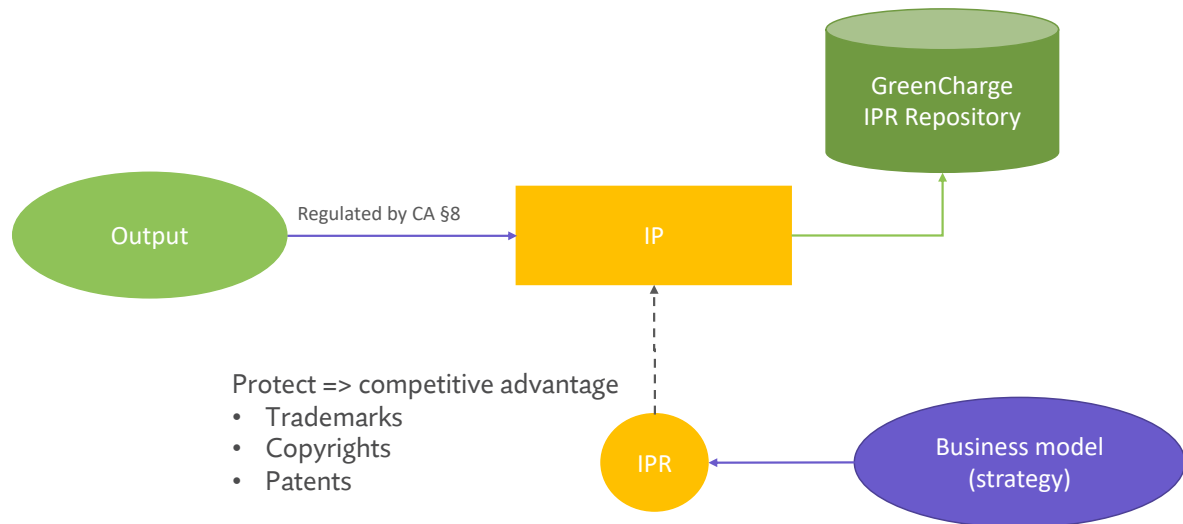 GreenCharge
IPR Repository
Regulated by CA §8
Output
IP
Protect => competitive advantage
• Trademarks
• Copyrights
• Patents
IPR
Business model
(strategy)